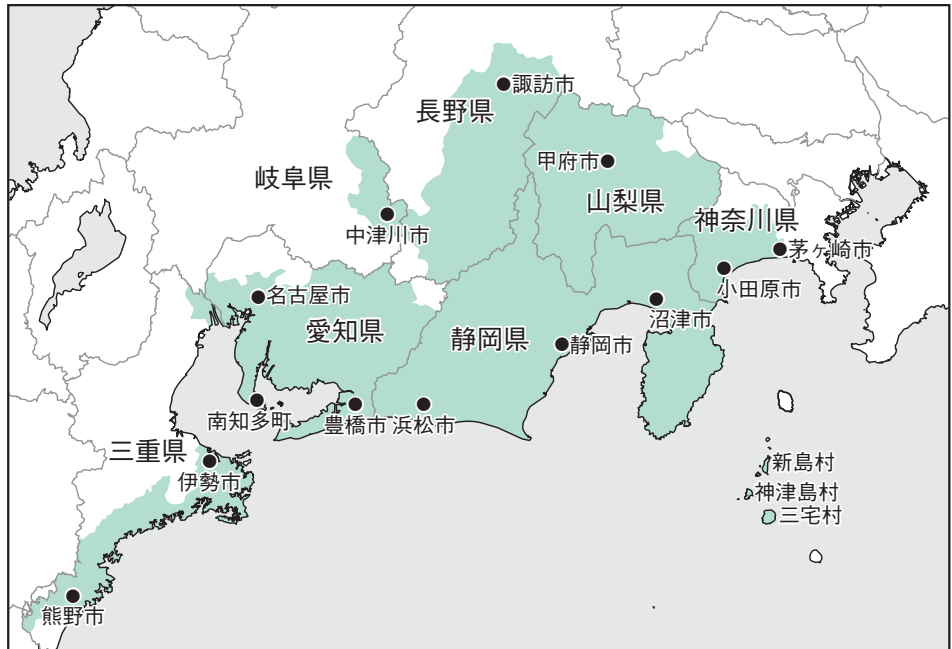 諏訪市
長野県
甲府市
岐阜県
山梨県
神奈川県
中津川市
茅ヶ崎市
小田原市
名古屋市
沼津市
愛知県
静岡県
静岡市
南知多町
豊橋市
浜松市
三重県
伊勢市
新島村
神津島村
三宅村
熊野市